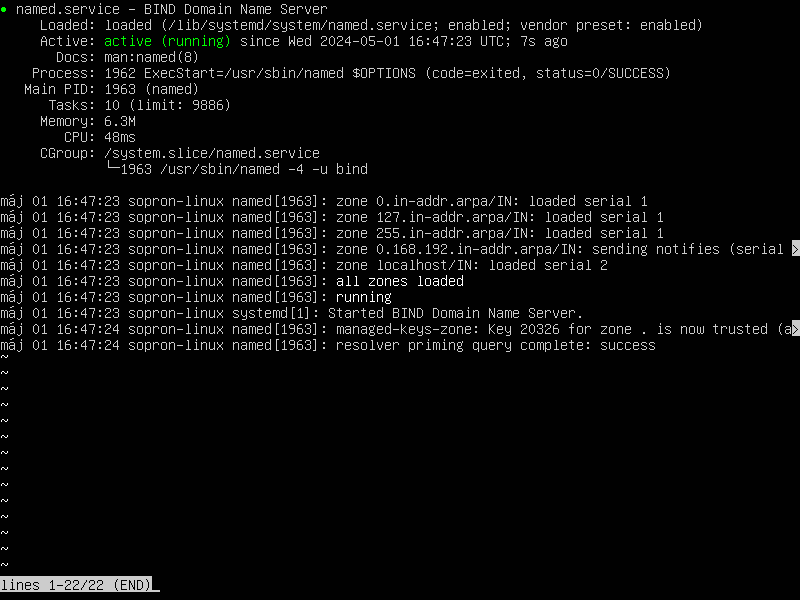 ● named.service - BIND Domain Name Server
Loaded: loaded (/lib/systemd/system/named.service; enabled; vendor preset: enabled)
Active: active (running) since Wed 2024-05-01 16:47:23 UTC; 7s ago
Docs: man:named(8)
Process: 1962 ExecStart=/usr/sbin/named $OPTIONS (code=exited, status=0/SUCCESS)
Main PID: 1963 (named)
Tasks: 10 (limit: 9886)
Memory: 6.3M
CPU: 48ms
CGroup: /system.slice/named.service
└─1963 /usr/sbin/named -4 -u bind
máj 01 16:47:23 sopron-linux named[1963]: zone 0.in-addr.arpa/IN: loaded serial 1
máj 01 16:47:23 sopron-linux named[1963]: zone 127.in-addr.arpa/IN: loaded serial 1
máj 01 16:47:23 sopron-linux named[1963]: zone 255.in-addr.arpa/IN: loaded serial 1
máj 01 16:47:23 sopron-linux named[1963]: zone 0.168.192.in-addr.arpa/IN: sending notifies (serial >
máj 01 16:47:23 sopron-linux named[1963]: zone localhost/IN: loaded serial 2
máj 01 16:47:23 sopron-linux named[1963]: all zones loaded
máj 01 16:47:23 sopron-linux named[1963]: running
máj 01 16:47:23 sopron-linux systemd[1]: Started BIND Domain Name Server.
máj 01 16:47:24 sopron-linux named[1963]: managed-keys-zone: Key 20326 for zone . is now trusted (a>
máj 01 16:47:24 sopron-linux named[1963]: resolver priming query complete: success
~
~
~
~
~
~
~
~
~
~
~
~
~
~
lines 1-22/22 (END)